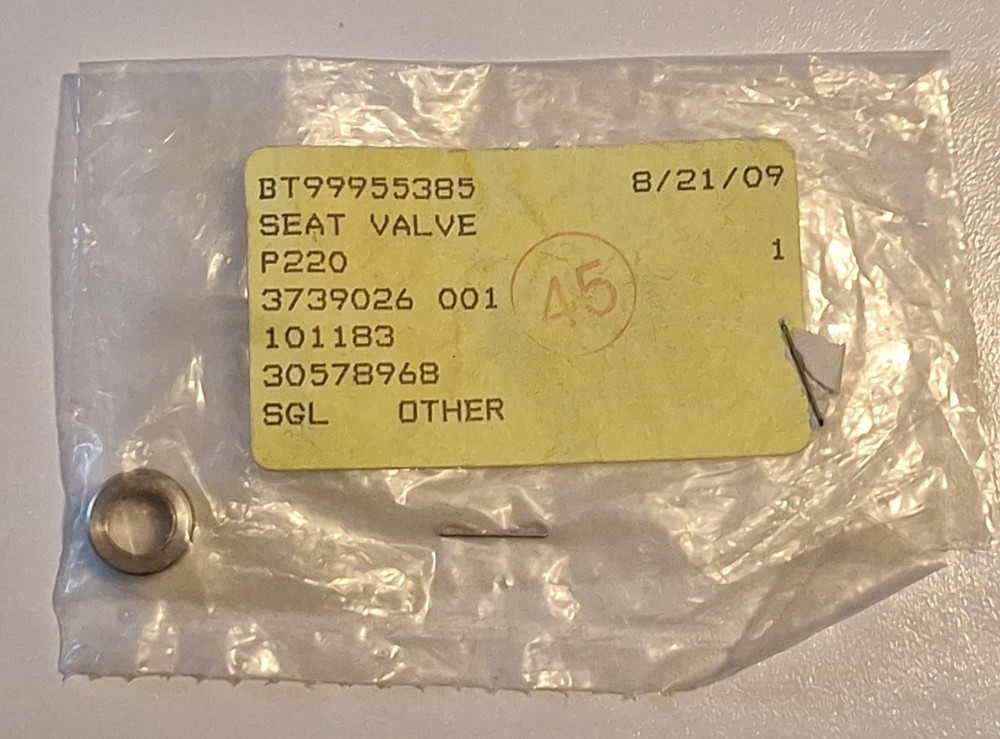 BT99955385 8/21/09
SEAT VALVE
P220 1
3739026 001
45
101183
30578968
SGL OTHER